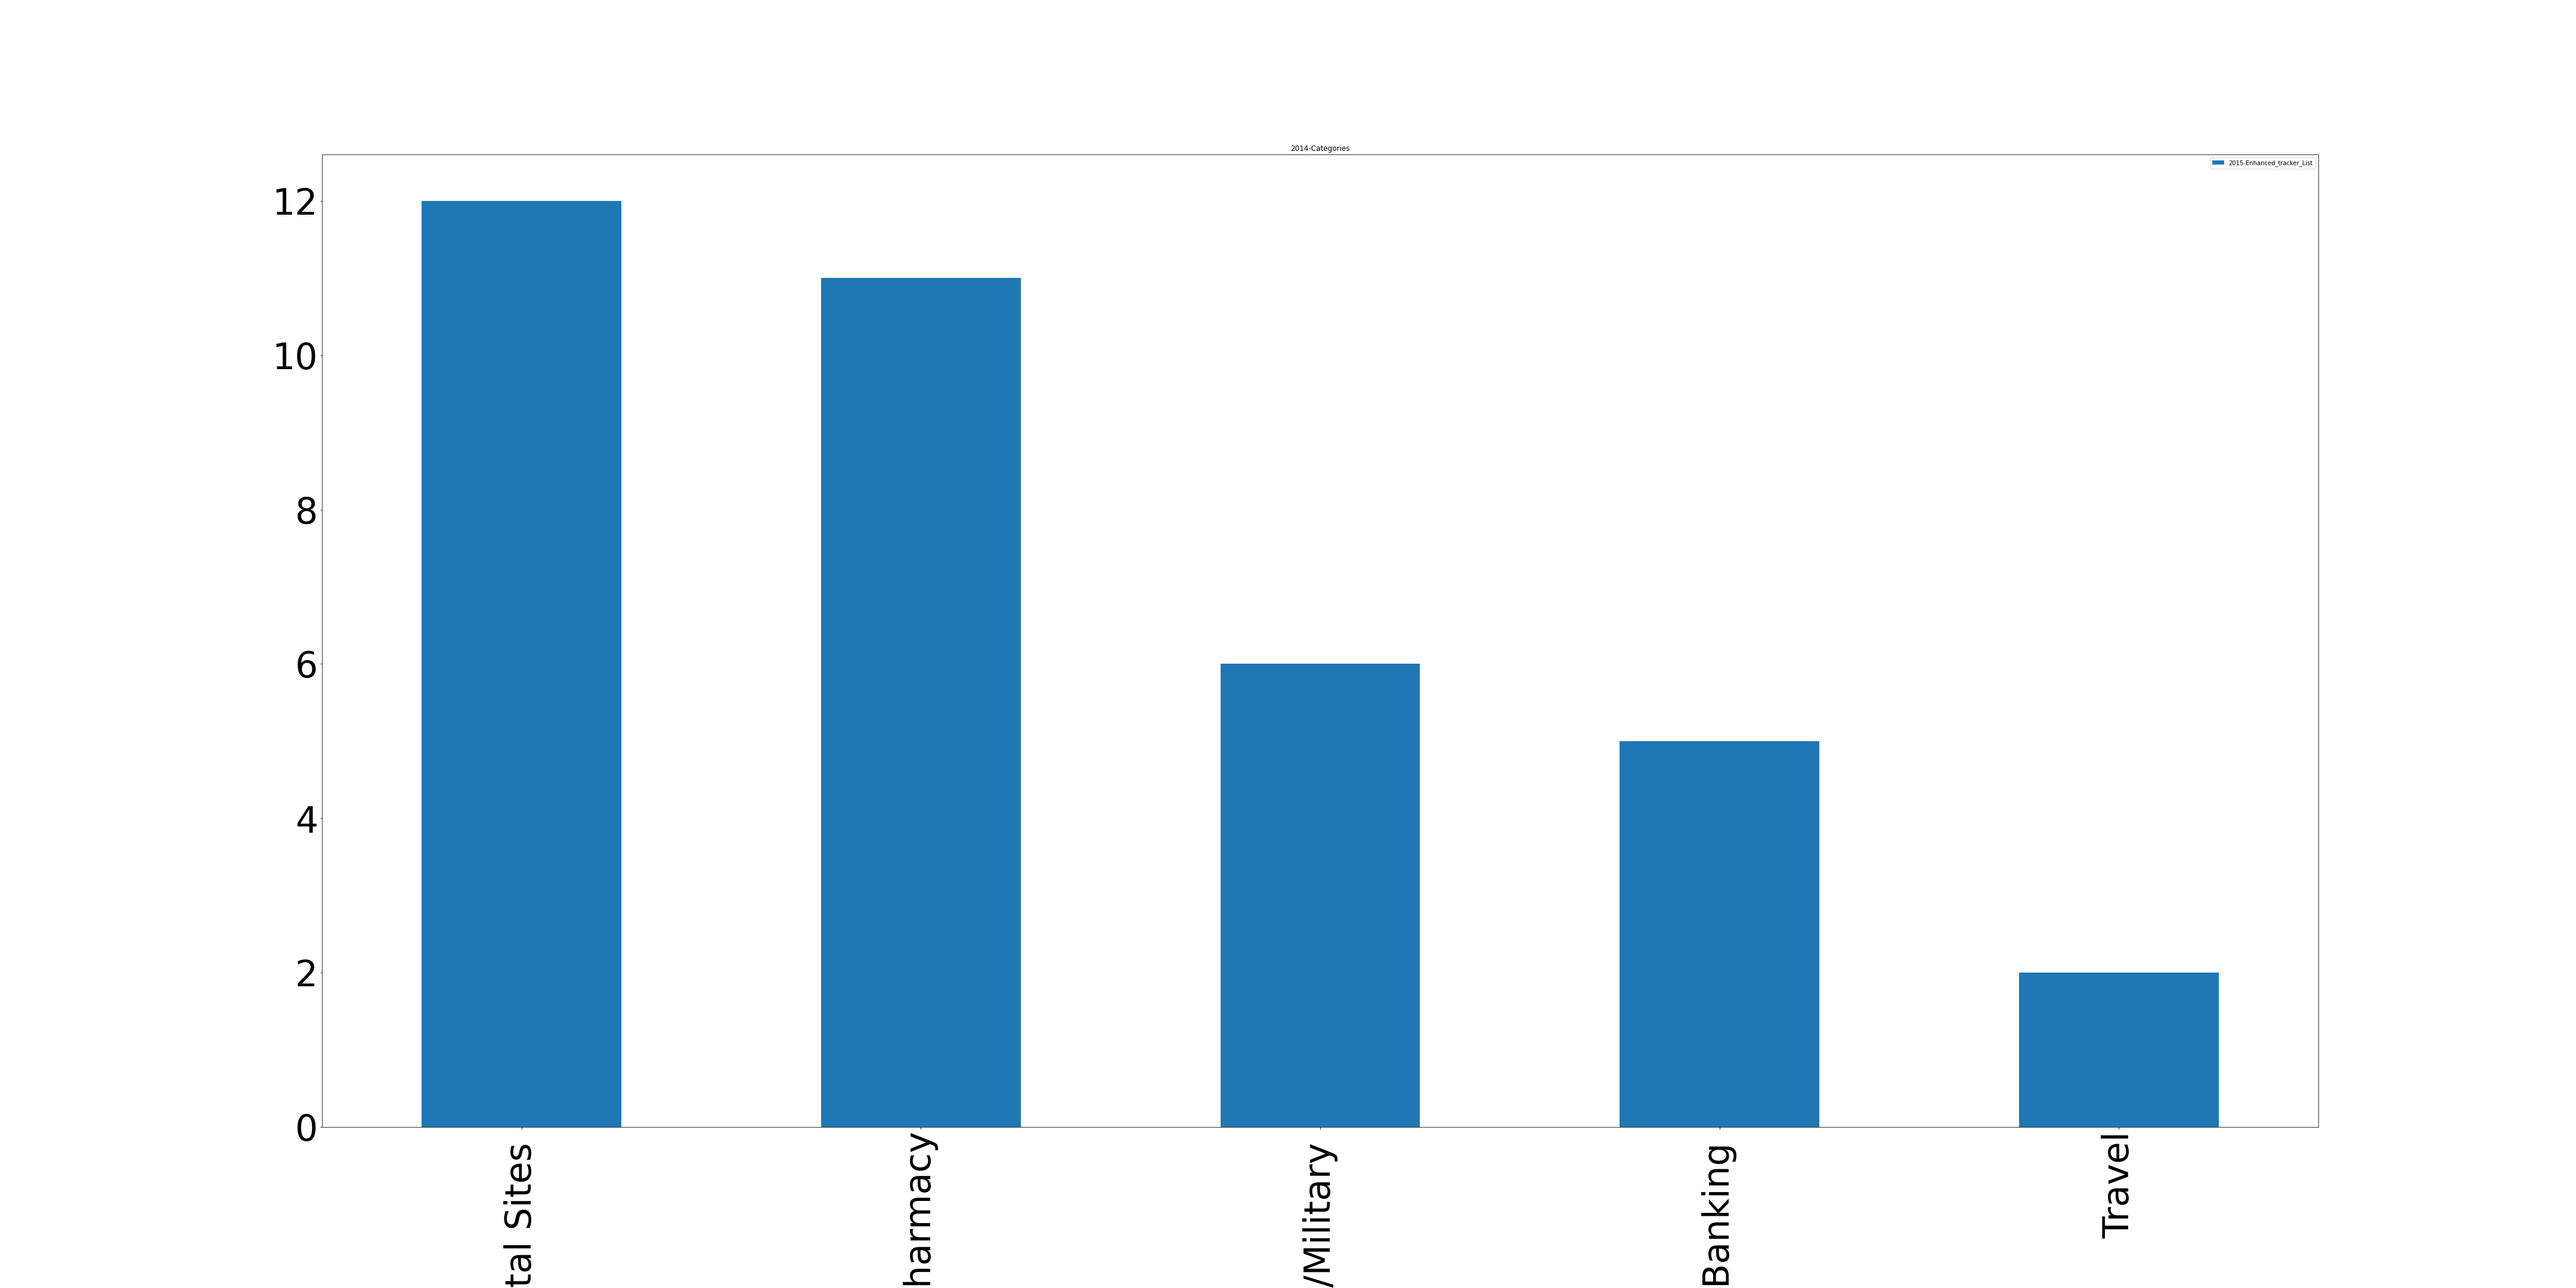 2014-Categories
2015-Enhanced_tracker_List
12
10
8
6
4
2
0
tal Sites
harmacy
/Military
Banking
Travel